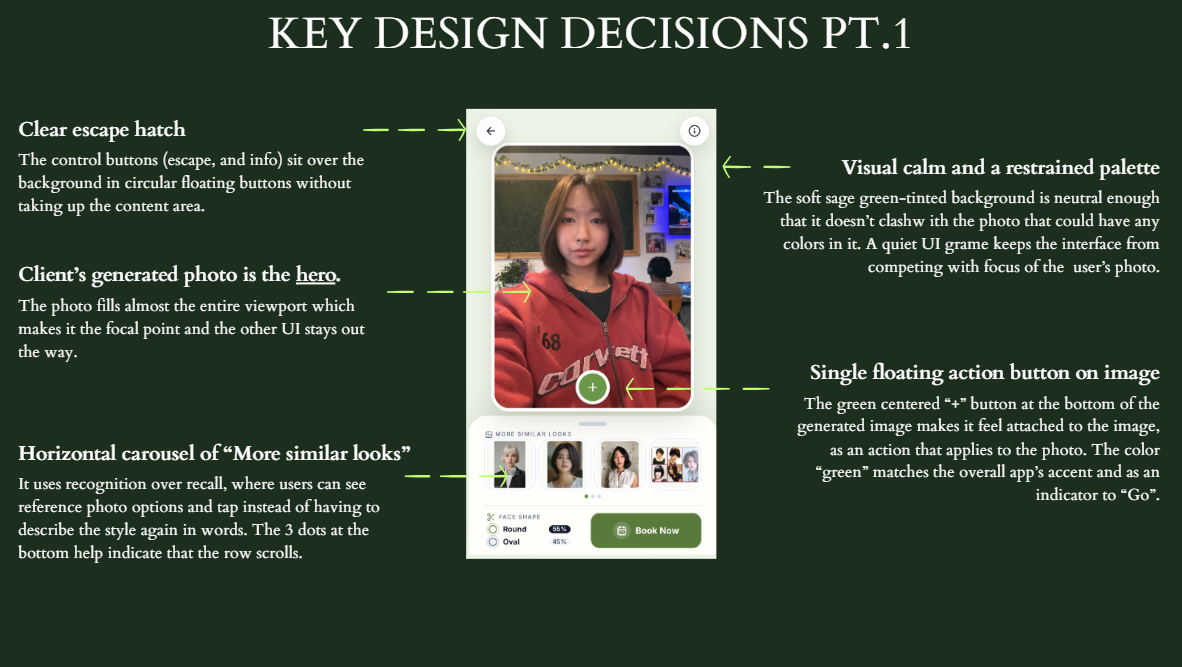 KEY DESIGN DECISIONS PT.1
Clear escape hatch
The control buttons (escape, and info) sit over the
background in circular floating buttons without
taking up the content area.
Client's generated photo is the hero.
The photo fills almost the entire viewport which
makes it the focal point and the other UI stays out
the way.
Horizontal carousel of “More similar looks”
It uses recognition over recall, where users can see
reference photo options and tap instead of having to
describe the style again in words. The 3 dots at the
bottom help indicate that the row scrolls.
'68
corvette
+
MORE SIMILAR LOOKS
FACE SHAPE
Round 55%
Oval 45%
Book Now
Visual calm and a restrained palette
The soft sage green-tinted background is neutral enough
that it doesn't clashw ith the photo that could have any
colors in it. A quiet UI grame keeps the interface from
competing with focus of the user's photo.
Single floating action button on image
The green centered “+” button at the bottom of the
generated image makes it feel attached to the image,
as an action that applies to the photo. The color
“green” matches the overall app's accent and as an
indicator to “Go”.